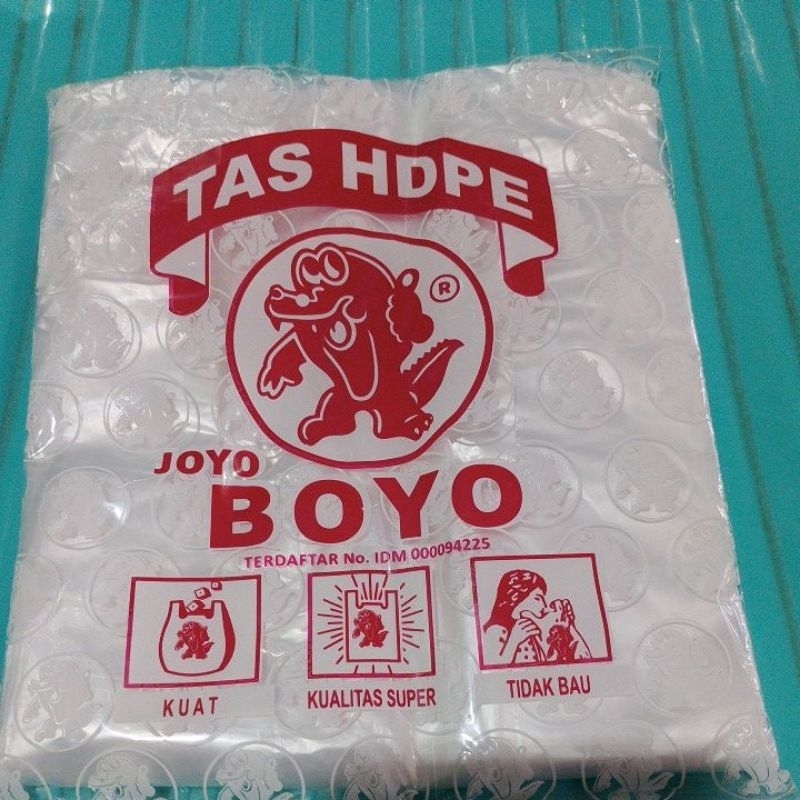 TAS HDPE
®
JOYO
BOYO
TERDAFTAR No. IDM 000094225
KUAT
KUALITAS SUPER
TIDAK BAU